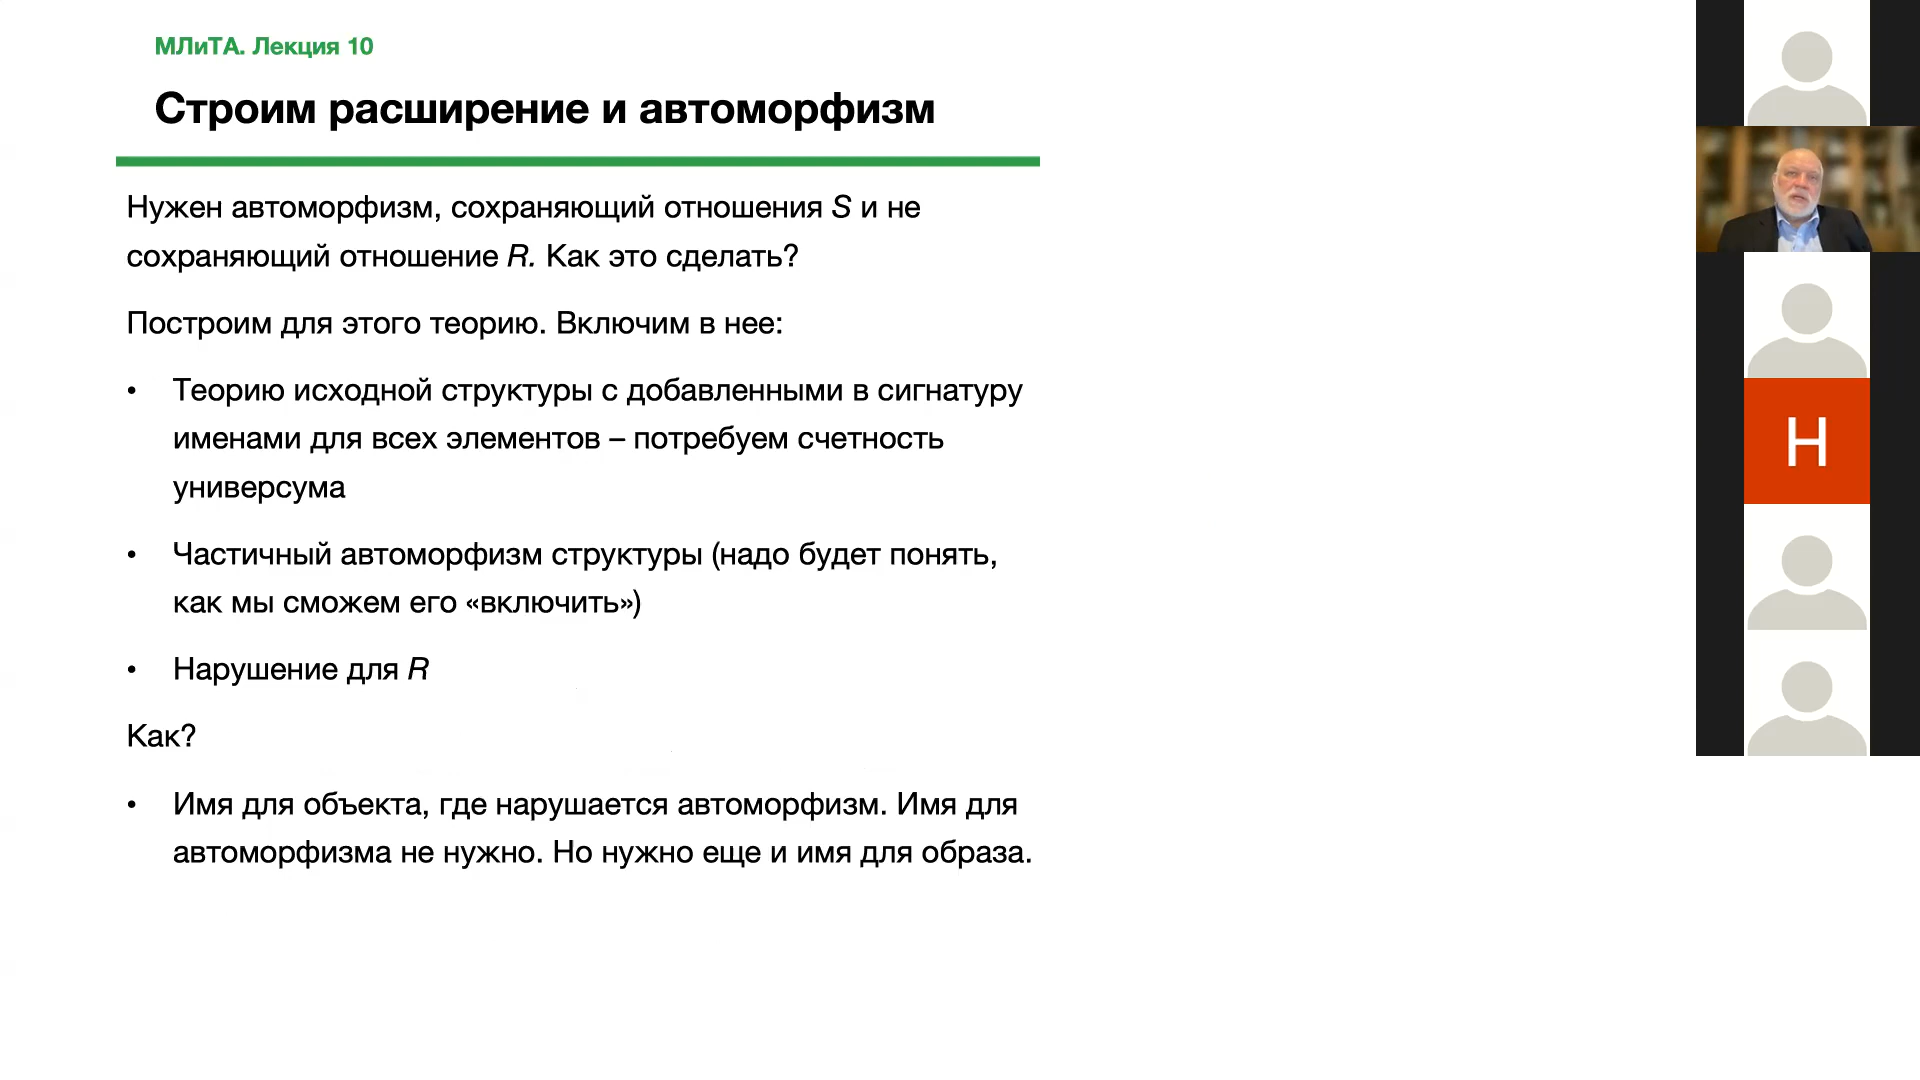 МЛиТА. Лекция 10
Строим расширение и автоморфизм
Нужен автоморфизм, сохраняющий отношения S и не
сохраняющий отношение R. Как это сделать?
Построим для этого теорию. Включим в нее:
• Теорию исходной структуры с добавленными в сигнатуру
именами для всех элементов – потребуем счетность
универсума
• Частичный автоморфизм структуры (надо будет понять,
как мы сможем его «включить»)
• Нарушение для R
Как?
• Имя для объекта, где нарушается автоморфизм. Имя для
автоморфизма не нужно. Но нужно еще и имя для образа.
Н